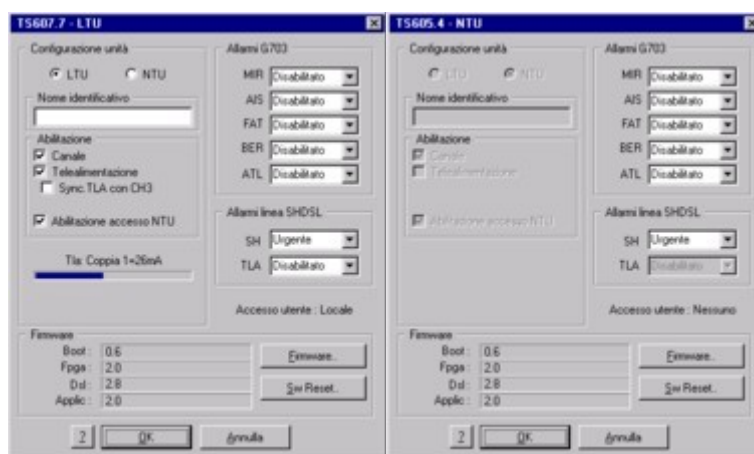 TS607.7 - LTU
Configurazione unità
LTU NTU
Nome identificativo
Abilitazione
Canale
Telealimentazione
Sync.TLA con CH3
Abilitazione accesso NTU
Tla: Coppia 1=26mA
Allarmi G703
MIR Disabilitato
AIS Disabilitato
FAT Disabilitato
BER Disabilitato
ATL Disabilitato
Allarmi linea SHDSL
SH Urgente
TLA Disabilitato
Accesso utente : Locale
Firmware
Boot : 0.6
Fpga : 2.0
Dsl : 2.8
Applic : 2.0
Firmware..
Sw Reset..
? OK Annulla
TS605.4 - NTU
Configurazione unità
LTU NTU
Nome identificativo
Abilitazione
Canale
Telealimentazione
Abilitazione accesso NTU
Allarmi G703
MIR Disabilitato
AIS Disabilitato
FAT Disabilitato
BER Disabilitato
ATL Disabilitato
Allarmi linea SHDSL
SH Urgente
TLA Disabilitato
Accesso utente : Nessuno
Firmware
Boot : 0.6
Fpga : 2.0
Dsl : 2.8
Applic : 2.0
Firmware..
Sw Reset..
? OK Annulla